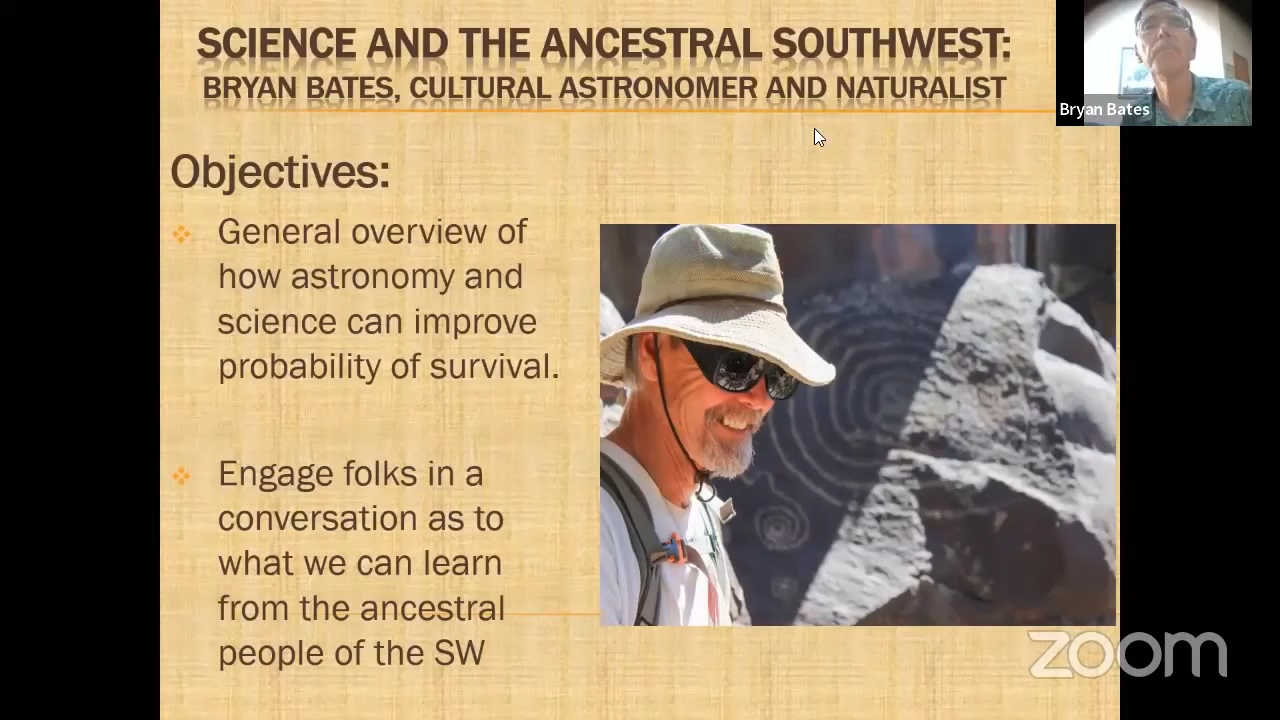 SCIENCE AND THE ANCESTRAL SOUTHWEST:
BRYAN BATES, CULTURAL ASTRONOMER AND NATURALIST
Bryan Bates
Objectives:
General overview of
how astronomy and
science can improve
probability of survival.
Engage folks in a
conversation as to
what we can learn
from the ancestral
people of the SW
zoom